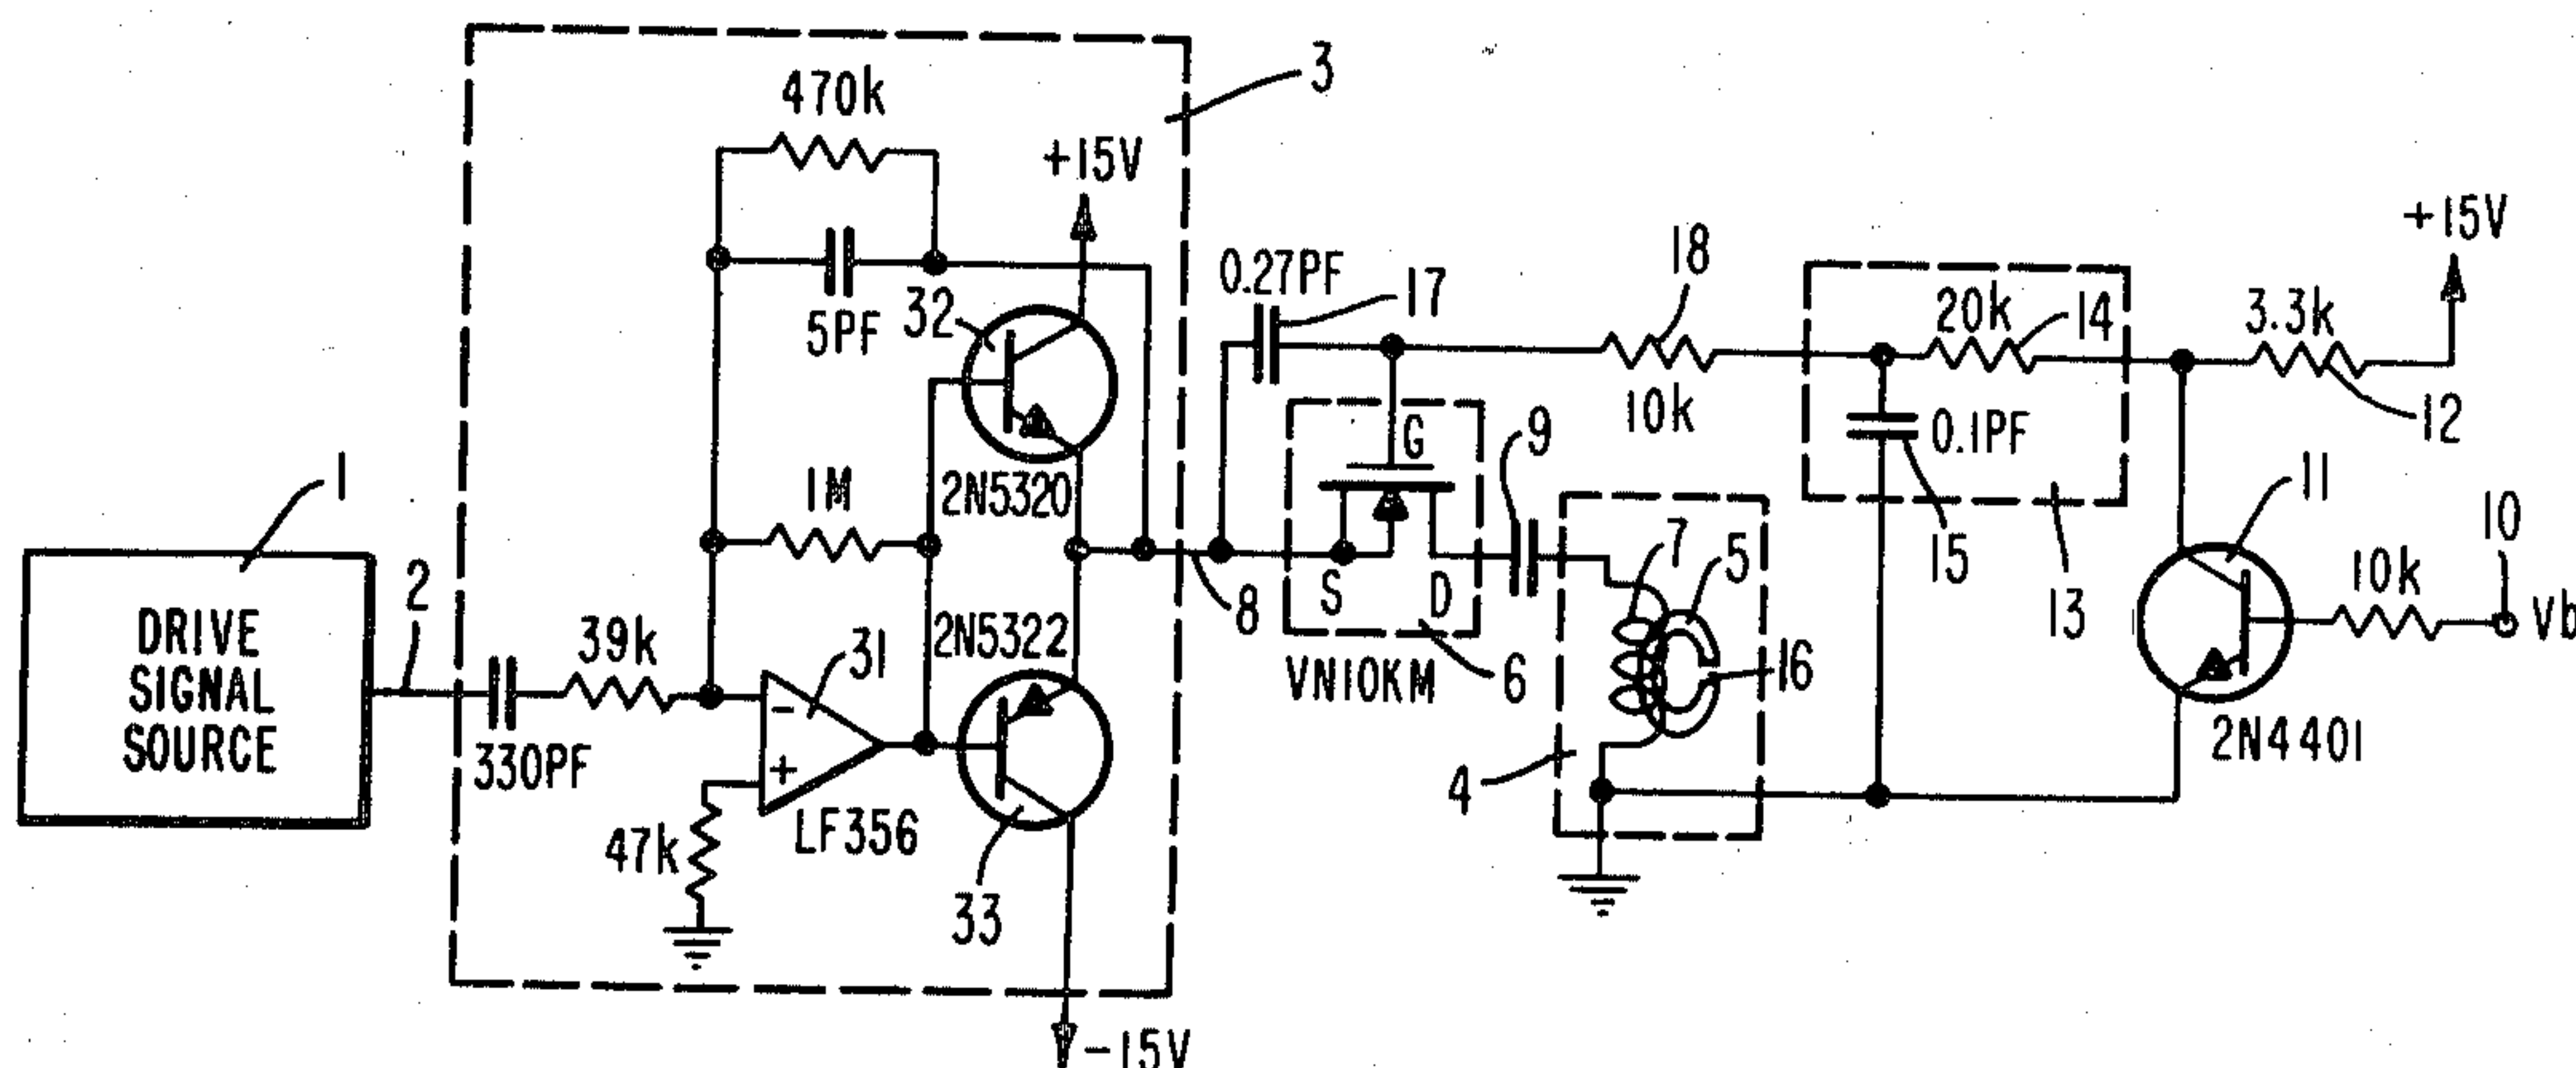 3
470k
+15V
5PF
32
0.27PF
17
18
20k
14
3.3k
+15V
10k
0.1PF
12
1M
2N5320
G
9
15
13
11
10
1
DRIVE
SIGNAL
SOURCE
2
39k
31
2N5322
8
S
D
7
5
16
10k
Vb
330PF
-
+
47k
LF356
VN10KM
6
4
2N4401
33
-15V